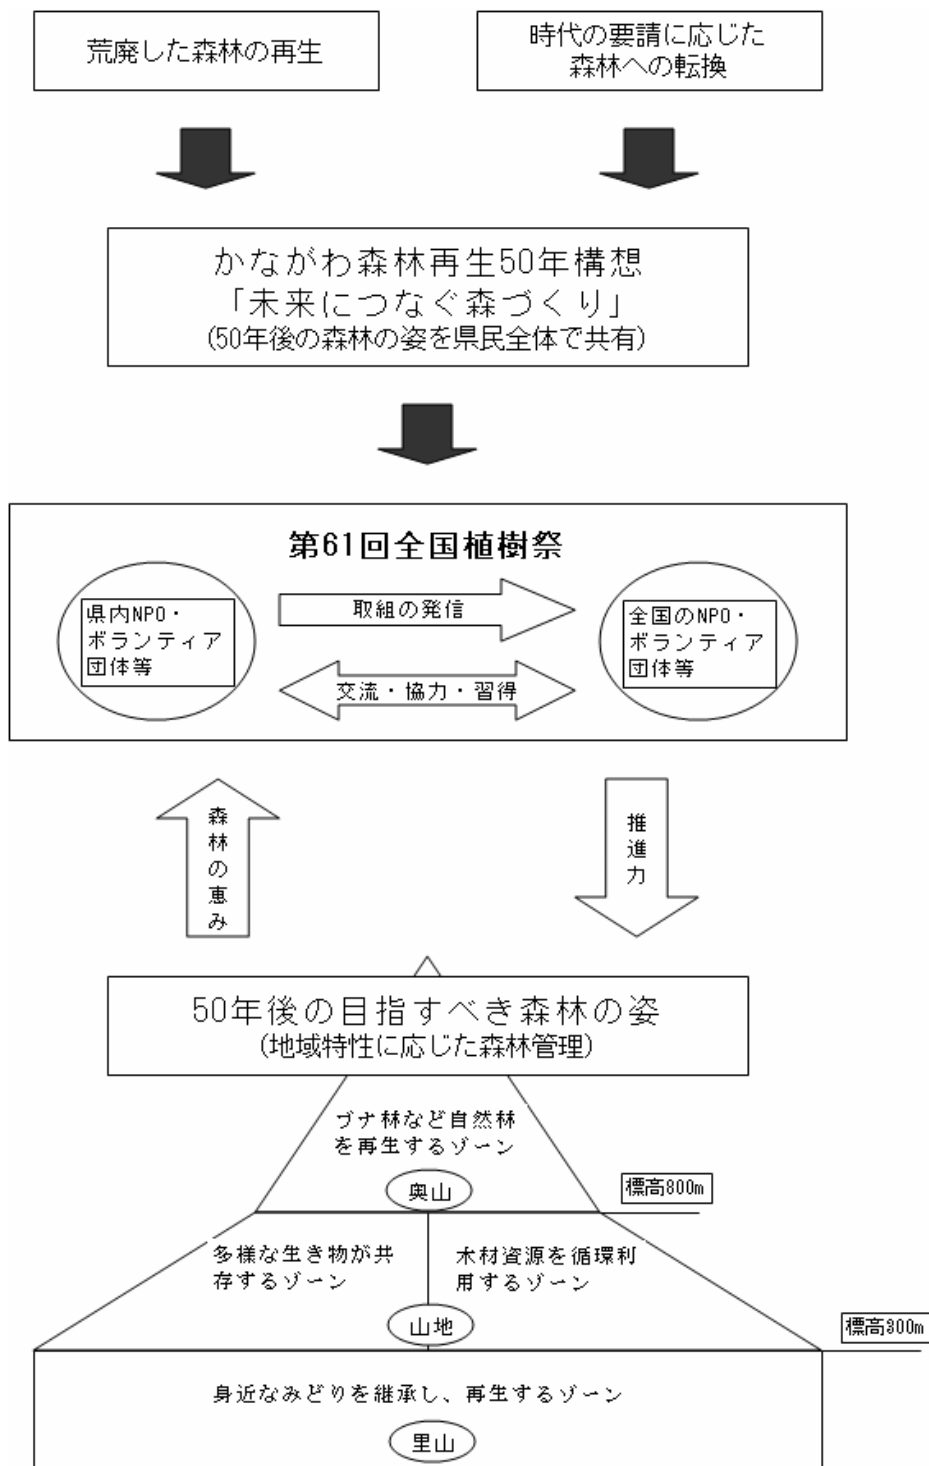 荒廃した森林の再生
時代の要請に応じた
森林への転換
かながわ森林再生50年構想
「未来につなぐ森づくり」
(50年後の森林の姿を県民全体で共有)
第61回全国植樹祭
県内NPO・
ボランティア
団体等
取組の発信
交流・協力・習得
全国のNPO・
ボランティア
団体等
森林の恵み
推進力
50年後の目指すべき森林の姿
(地域特性に応じた森林管理)
ブナ林など自然林
を再生するゾーン
奥山
標高800m
多様な生き物が共
存するゾーン
木材資源を循環利
用するゾーン
山地
標高300m
身近なみどりを継承し、再生するゾーン
里山